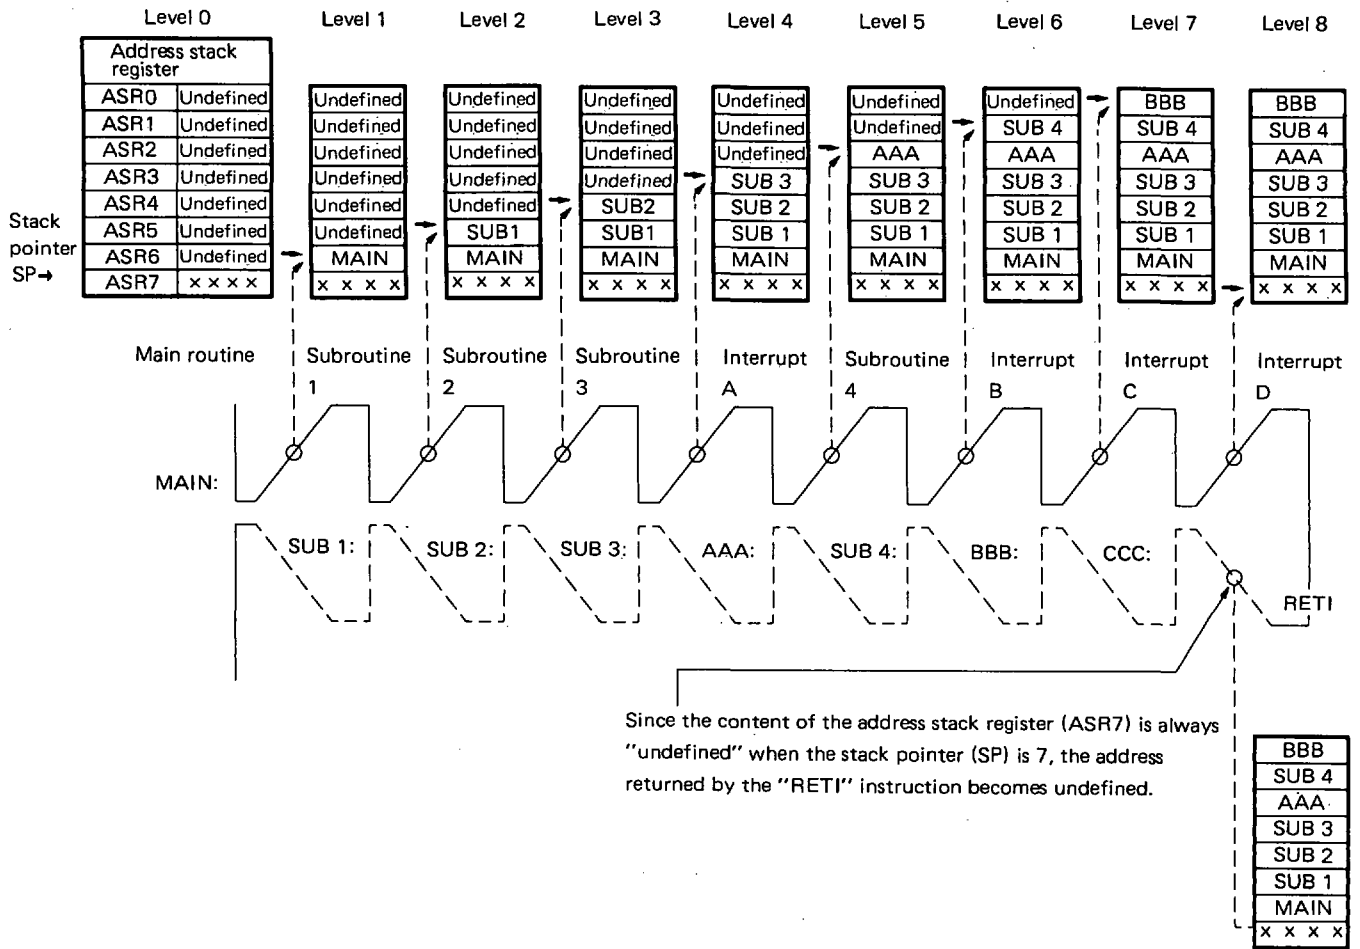 Level 0 Level 1 Level 2 Level 3 Level 4 Level 5 Level 6 Level 7 Level 8
Address stack
register
ASR0 Undefined Undefined Undefined Undefined Undefined Undefined Undefined BBB BBB
ASR1 Undefined Undefined Undefined Undefined Undefined Undefined SUB 4 SUB 4 SUB 4
ASR2 Undefined Undefined Undefined Undefined Undefined AAA AAA AAA AAA
ASR3 Undefined Undefined Undefined Undefined SUB 3 SUB 3 SUB 3 SUB 3 SUB 3
ASR4 Undefined Undefined Undefined SUB2 SUB 2 SUB 2 SUB 2 SUB 2 SUB 2
ASR5 Undefined Undefined SUB1 SUB1 SUB 1 SUB 1 SUB 1 SUB 1 SUB 1
ASR6 Undefined MAIN MAIN MAIN MAIN MAIN MAIN MAIN MAIN
ASR7 x x x x x x x x x x x x x x x x x x x x x x x x x x x x x x x x x x x x
Stack
pointer
SP→
Main routine Subroutine Subroutine Subroutine Interrupt Subroutine Interrupt Interrupt Interrupt
1 2 3 A 4 B C D
MAIN:
SUB 1: SUB 2: SUB 3: AAA: SUB 4: BBB: CCC:
RETI
Since the content of the address stack register (ASR7) is always
"undefined" when the stack pointer (SP) is 7, the address
returned by the "RETI" instruction becomes undefined.
BBB
SUB 4
AAA
SUB 3
SUB 2
SUB 1
MAIN
x x x x